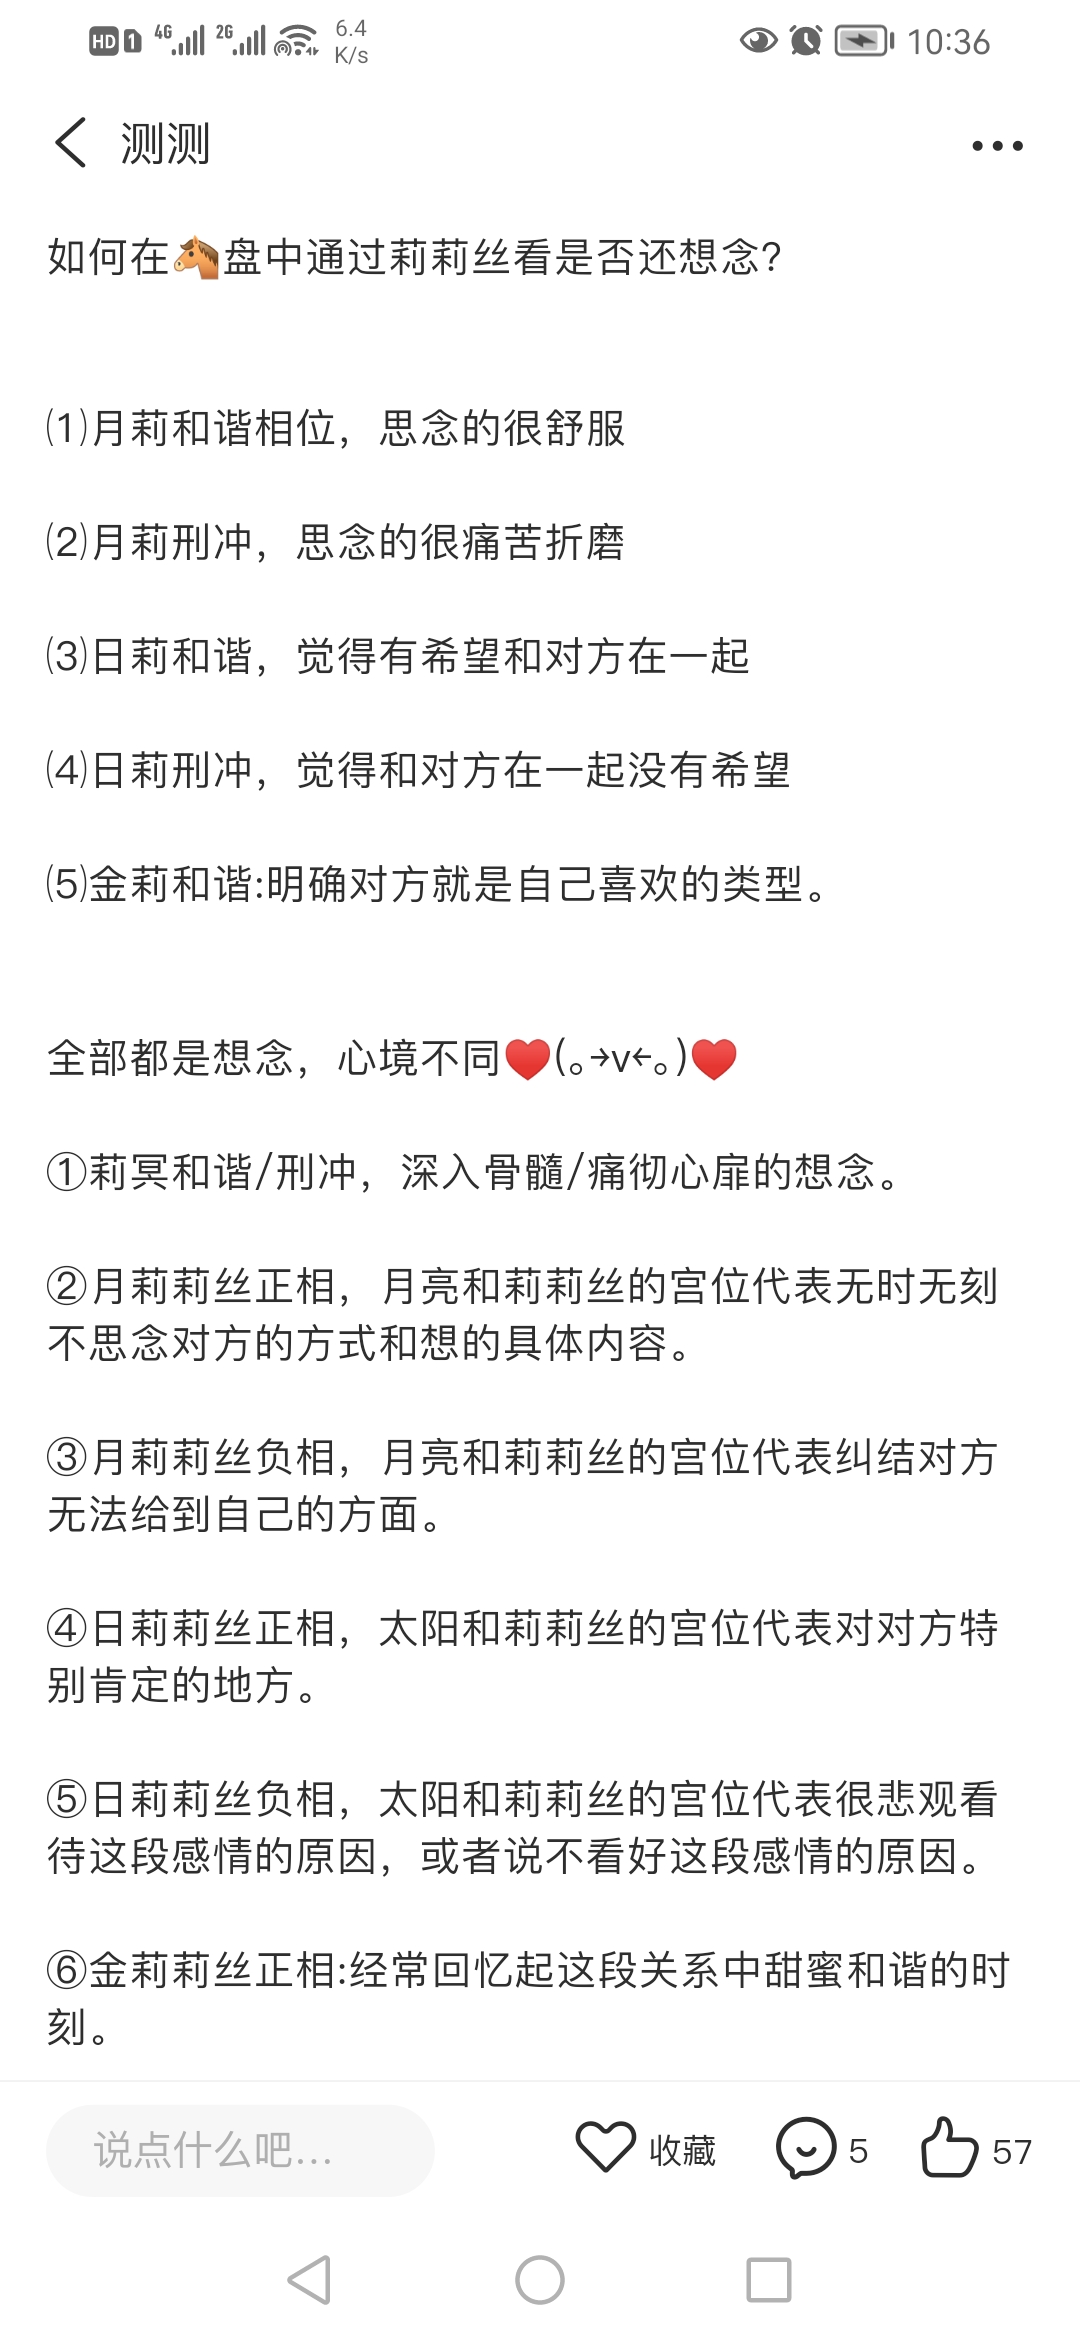 HD 1 4G 2G 6.4 K/s 10:36
测测
如何在🐴盘中通过莉莉丝看是否还想念?
(1)月莉和谐相位，思念的很舒服
(2)月莉刑冲，思念的很痛苦折磨
(3)日莉和谐，觉得有希望和对方在一起
(4)日莉刑冲，觉得和对方在一起没有希望
(5)金莉和谐:明确对方就是自己喜欢的类型。
全部都是想念，心境不同♥(｡→v←｡)♥
①莉冥和谐/刑冲，深入骨髓/痛彻心扉的想念。
②月莉莉丝正相，月亮和莉莉丝的宫位代表无时无刻
不思念对方的方式和想的具体内容。
③月莉莉丝负相，月亮和莉莉丝的宫位代表纠结对方
无法给到自己的方面。
④日莉莉丝正相，太阳和莉莉丝的宫位代表对对方特
别肯定的地方。
⑤日莉莉丝负相，太阳和莉莉丝的宫位代表很悲观看
待这段感情的原因，或者说不看好这段感情的原因。
⑥金莉莉丝正相:经常回忆起这段关系中甜蜜和谐的时
刻。
说点什么吧... 收藏 5 57